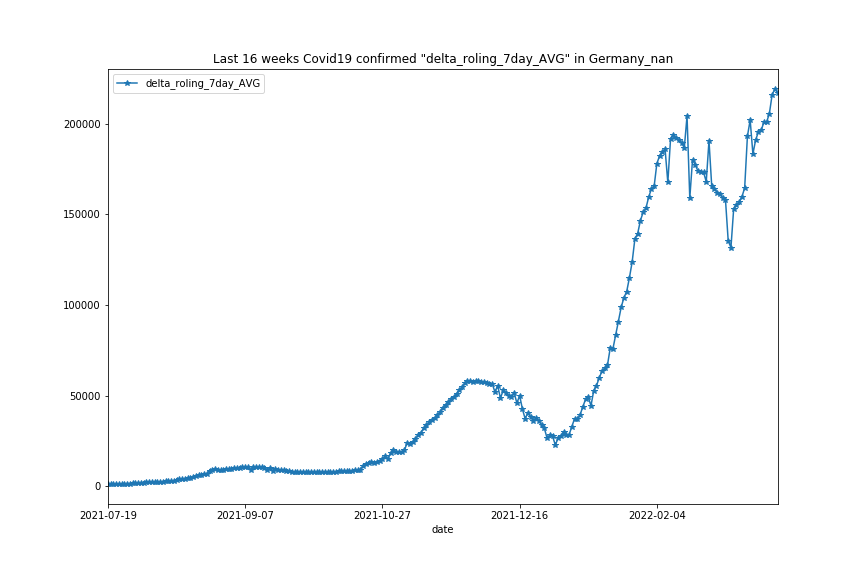 Last 16 weeks Covid19 confirmed "delta_roling_7day_AVG" in Germany_nan
delta_roling_7day_AVG
200000
150000
100000
50000
0
2021-07-19 2021-09-07 2021-10-27 2021-12-16 2022-02-04
date